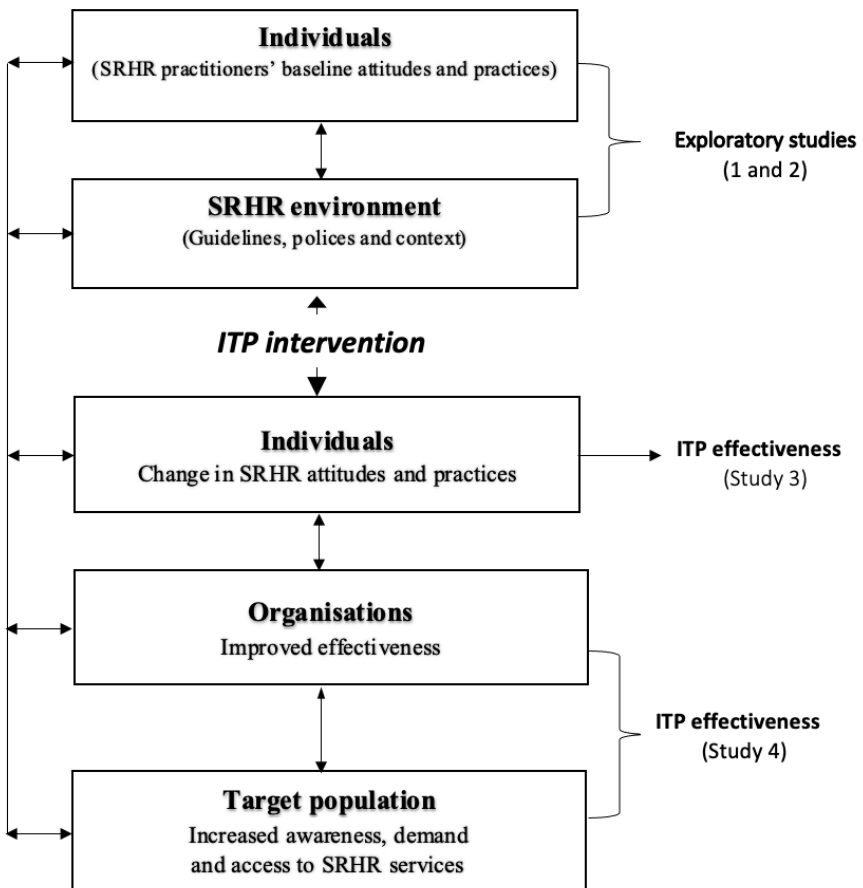 Individuals
(SRHR practitioners’ baseline attitudes and practices)
Exploratory studies
(1 and 2)
SRHR environment
(Guidelines, polices and context)
ITP intervention
Individuals
Change in SRHR attitudes and practices
ITP effectiveness
(Study 3)
Organisations
Improved effectiveness
ITP effectiveness
(Study 4)
Target population
Increased awareness, demand
and access to SRHR services